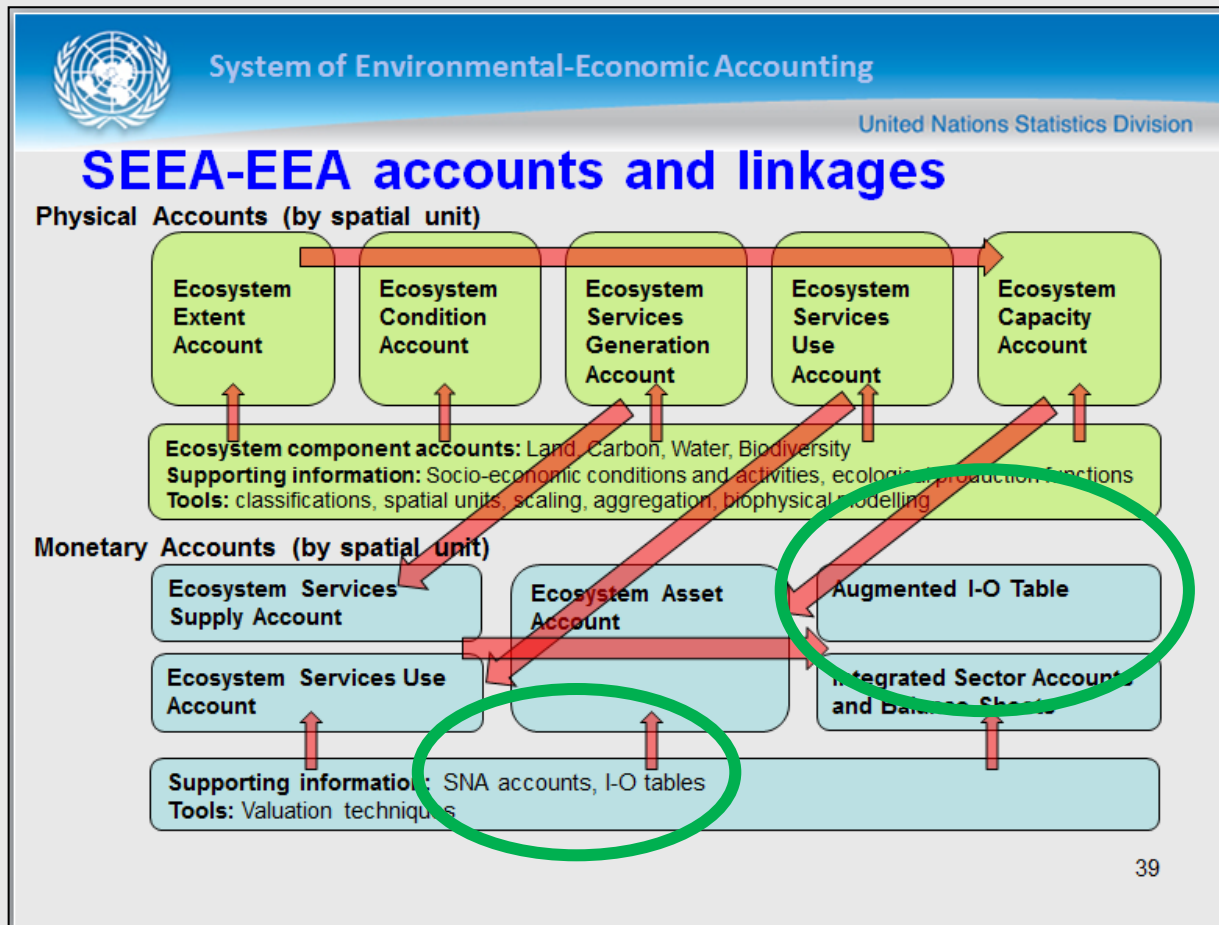 System of Environmental-Economic Accounting
United Nations Statistics Division
SEEA-EEA accounts and linkages
Physical Accounts (by spatial unit)
Ecosystem
Extent
Account
Ecosystem
Condition
Account
Ecosystem
Services
Generation
Account
Ecosystem
Services
Use
Account
Ecosystem
Capacity
Account
Ecosystem component accounts: Land, Carbon, Water, Biodiversity
Supporting information: Socio-economic conditions and activities, ecological production functions
Tools: classifications, spatial units, scaling, aggregation, biophysical modelling
Monetary Accounts (by spatial unit)
Ecosystem Services
Supply Account
Ecosystem Asset
Account
Augmented I-O Table
Ecosystem Services Use
Account
Integrated Sector Accounts
and Balance Sheets
Supporting information: SNA accounts, I-O tables
Tools: Valuation techniques
39